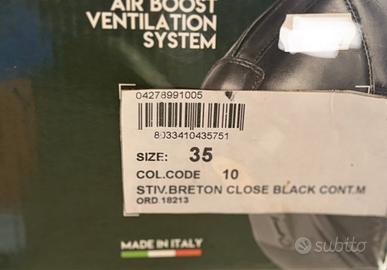 AIR BOOST
VENTILATION
SYSTEM
04278991005
8033410435751
SIZE: 35
COL.CODE 10
STIV.BRETON CLOSE BLACK CONT.M
ORD.18213
MADE IN ITALY
subito